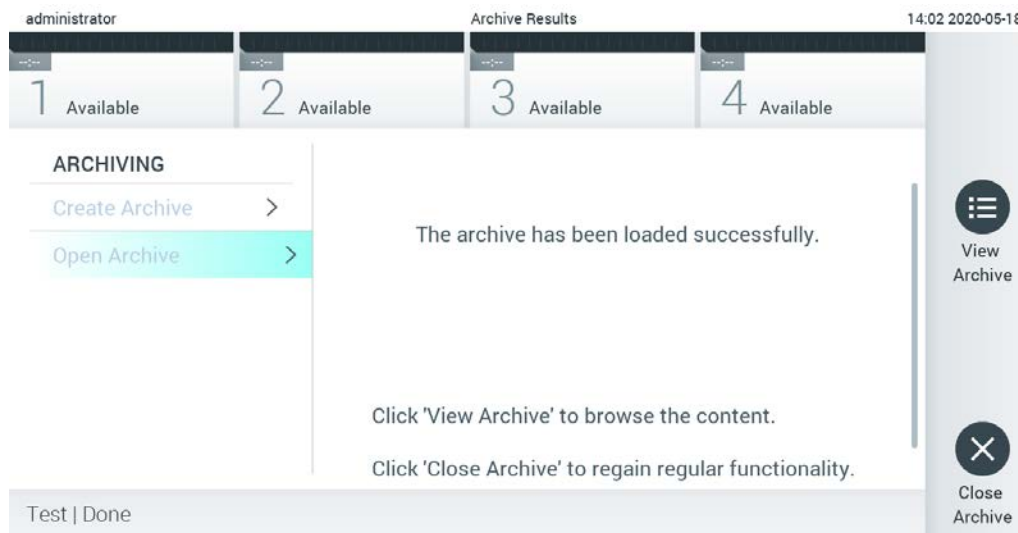 administrator Archive Results 14:02 2020-05-18
--:-- --:-- --:-- --:--
1 Available 2 Available 3 Available 4 Available
ARCHIVING
Create Archive
Open Archive
The archive has been loaded successfully.
View
Archive
Click 'View Archive' to browse the content.
Click 'Close Archive' to regain regular functionality.
Close
Archive
Test | Done